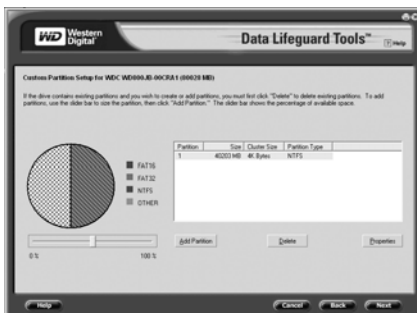 WD Western Digital
Data Lifeguard Tools™
Help
Custom Partition Setup for WDC WD800JB-00CRA1 (80028 MB)
If the drive contains existing partitions and you wish to create or add partitions, you must first click "Delete" to delete existing partitions. To add
partitions, use the slider bar to size the partition, then click "Add Partition." The slider bar shows the percentage of available space.
Partition Size Cluster Size Partition Type
1 40203 MB 4K Bytes NTFS
FAT16
FAT32
NTFS
OTHER
0 % 100 %
Add Partition Delete Properties
Help Cancel Back Next